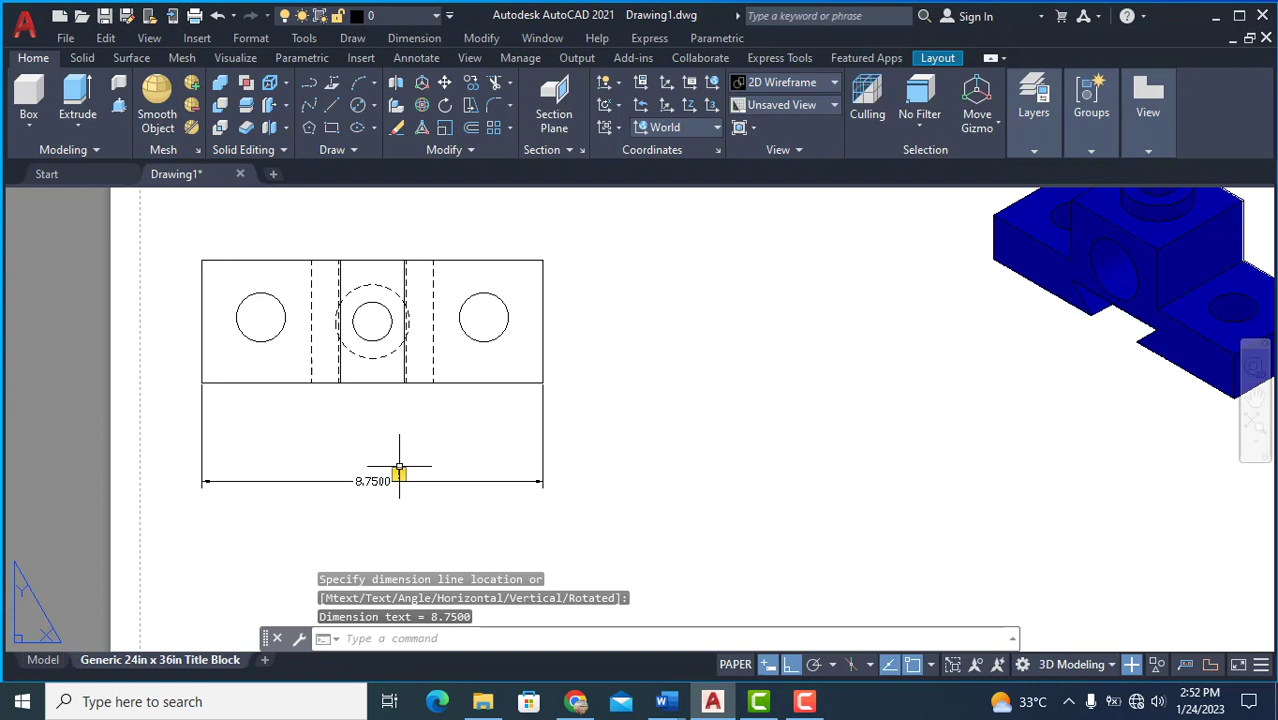 Autodesk AutoCAD 2021 Drawing1.dwg
Type a keyword or phrase
Sign In
0
File Edit View Insert Format Tools Draw Dimension Modify Window Help Express Parametric
Home Solid Surface Mesh Visualize Parametric Insert Annotate View Manage Output Add-ins Collaborate Express Tools Featured Apps Layout
2D Wireframe
Unsaved View
World
Box
Extrude
Smooth
Object
Section
Plane
Culling
No Filter
Move
Gizmo
Layers
Groups
View
Modeling
Mesh
Solid Editing
Draw
Modify
Section
Coordinates
View
Selection
Start
Drawing1*
8.7500
Y
X
Specify dimension line location or
[Mtext/Text/Angle/Horizontal/Vertical/Rotated]:
Dimension text = 8.7500
Type a command
Model
Generic 24in x 36in Title Block
PAPER
3D Modeling
Type here to search
33°C
2:52 PM
1/24/2023